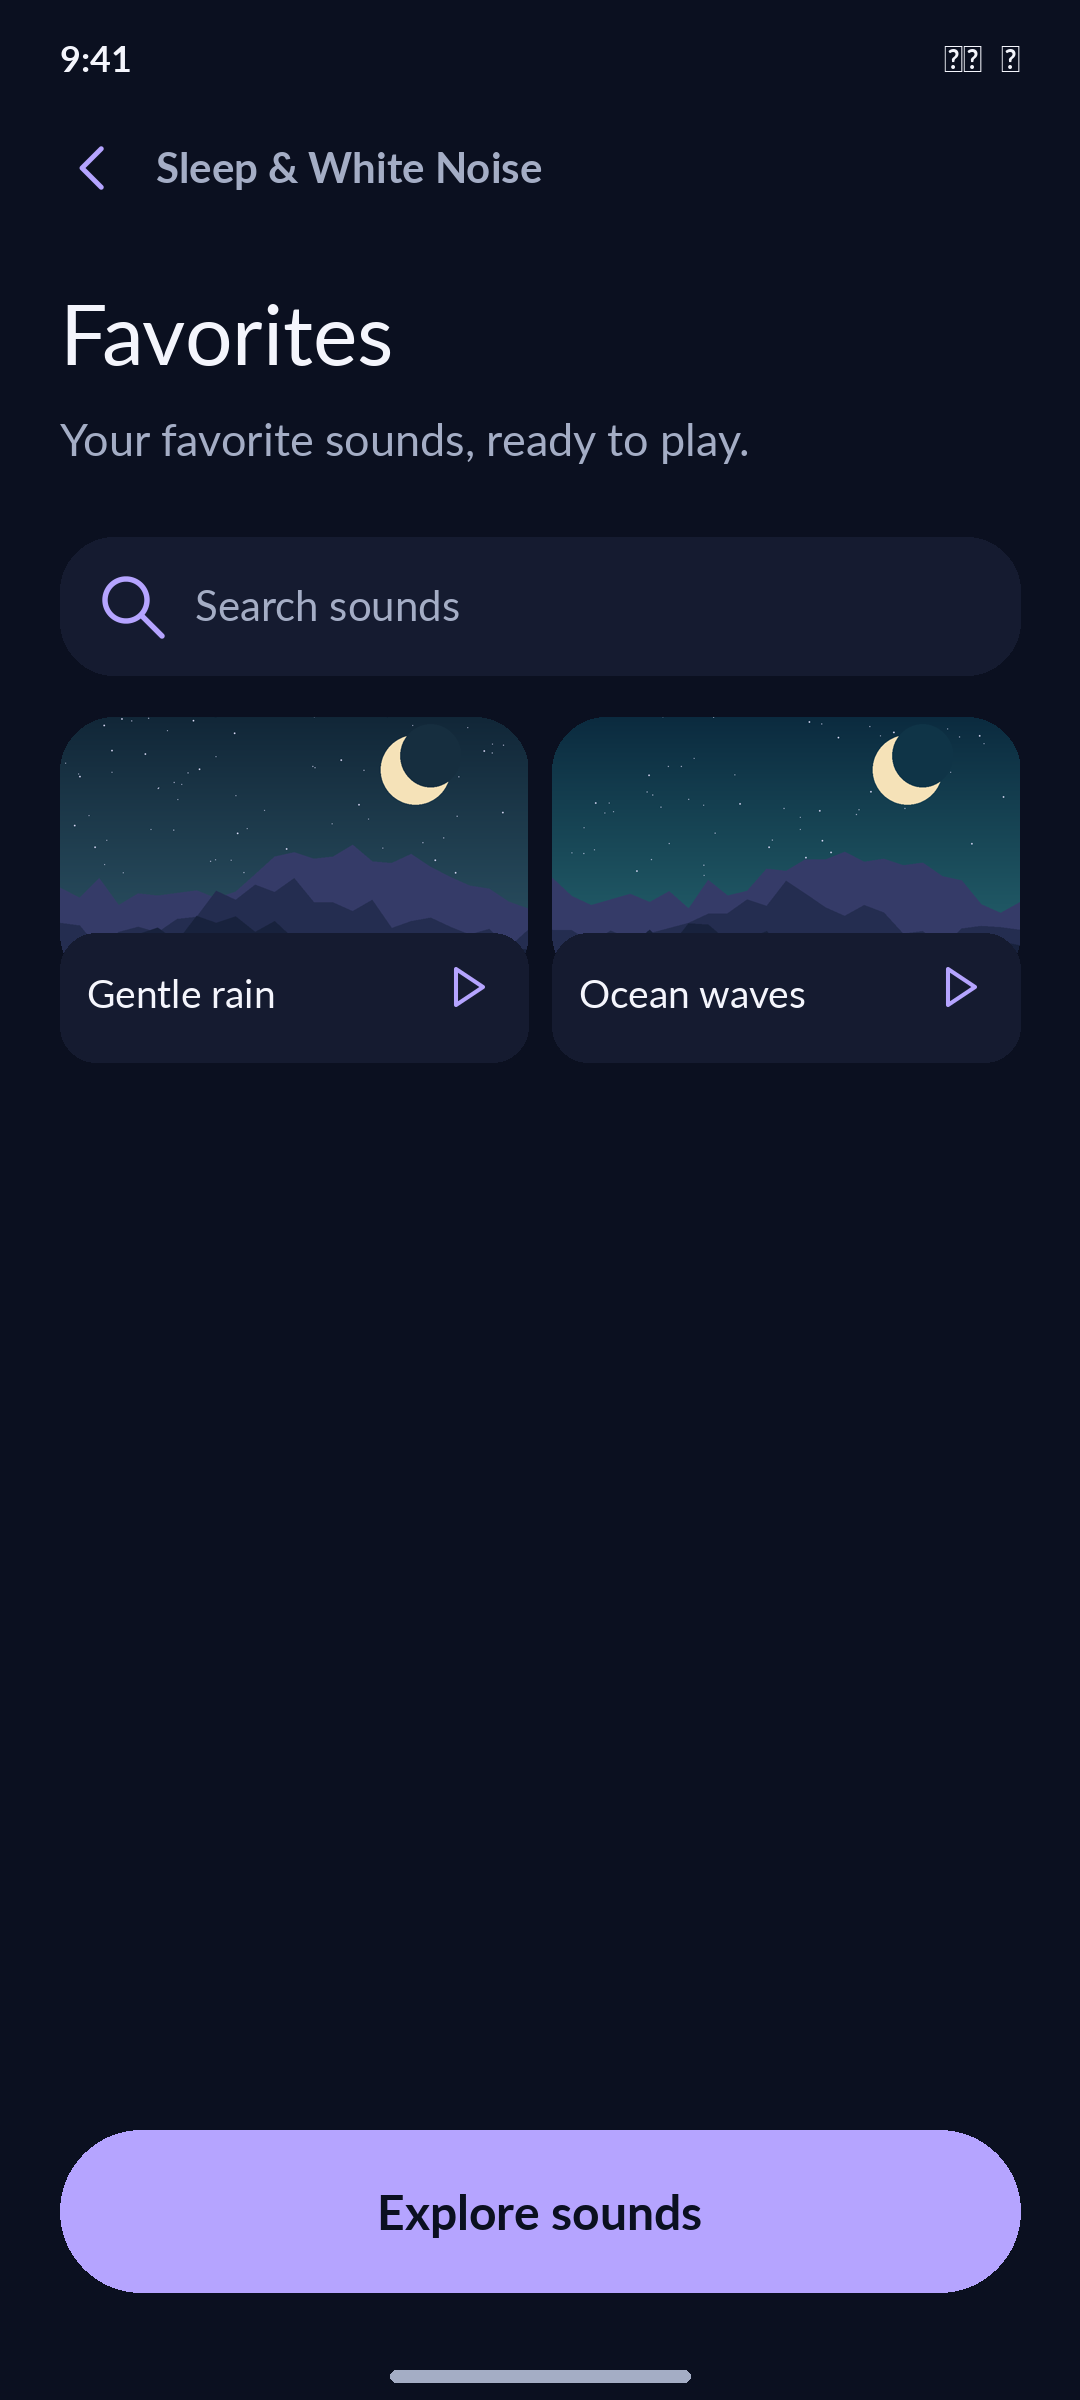 9:41
Sleep & White Noise
Favorites
Your favorite sounds, ready to play.
Search sounds
Gentle rain
Ocean waves
Explore sounds